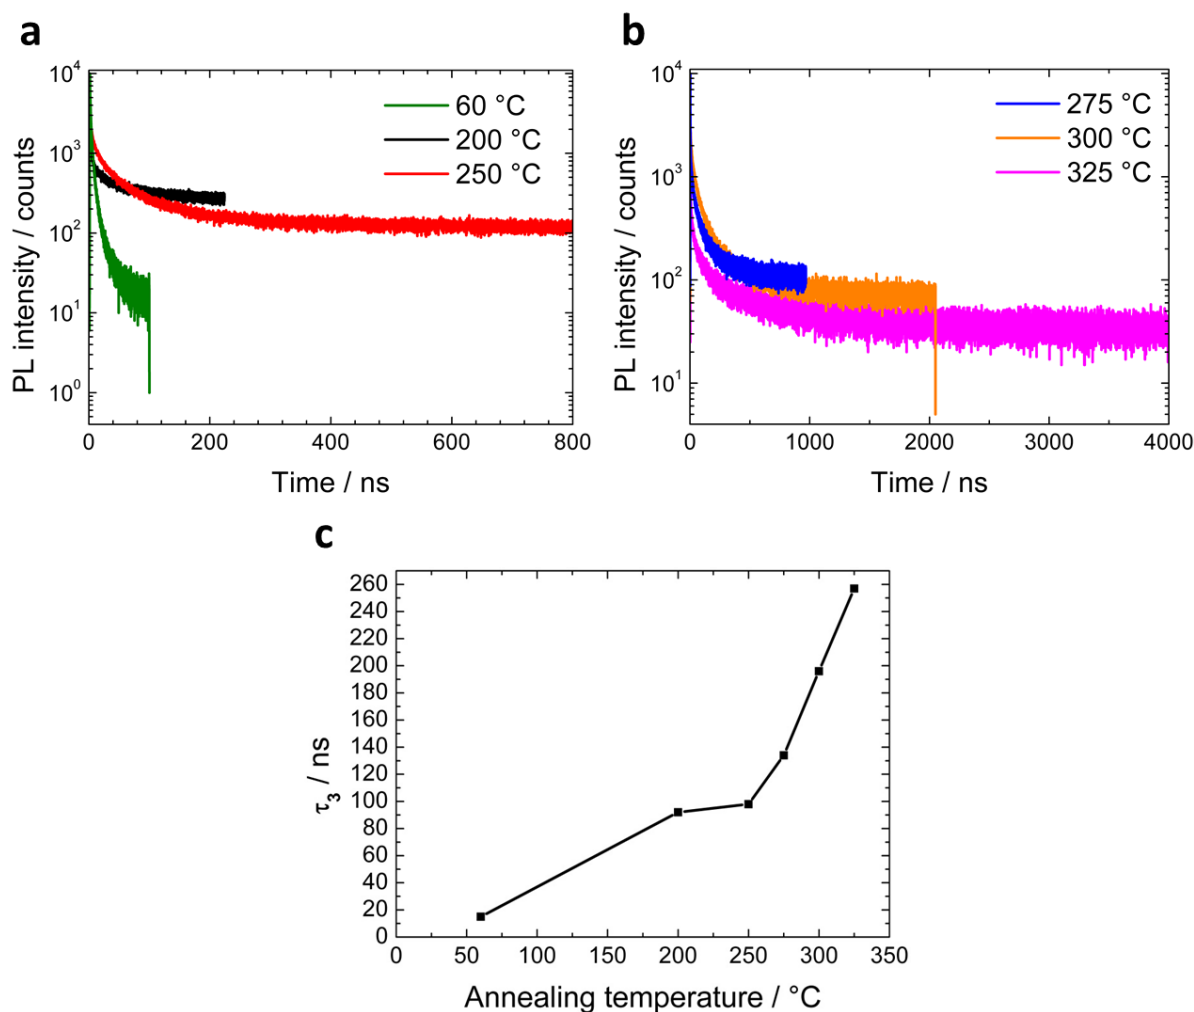 a
b
10⁴
10³
10²
10¹
10⁰
PL intensity / counts
60 °C
200 °C
250 °C
0
200
400
600
800
Time / ns
10⁴
10³
10²
10¹
PL intensity / counts
275 °C
300 °C
325 °C
0
1000
2000
3000
4000
Time / ns
c
260
240
220
200
180
160
140
120
100
80
60
40
20
0
τ₃ / ns
0
50
100
150
200
250
300
350
Annealing temperature / °C